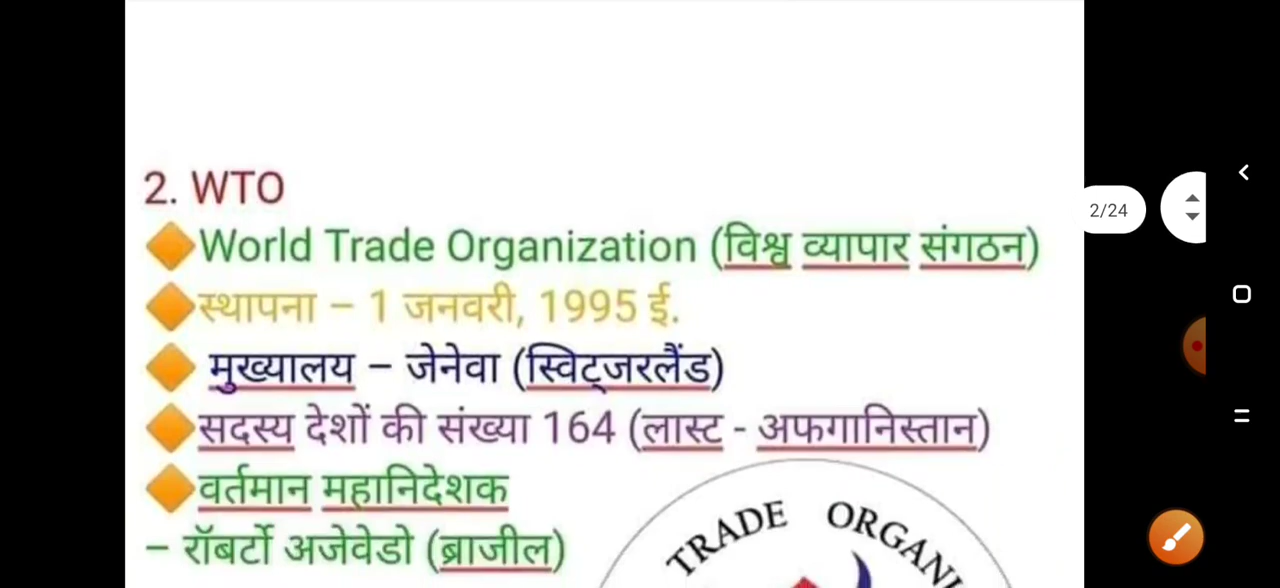 2. WTO
World Trade Organization (विश्व व्यापार संगठन)
2/24
स्थापना – 1 जनवरी, 1995 ई.
मुख्यालय – जेनेवा (स्विट्जरलैंड)
सदस्य देशों की संख्या 164 (लास्ट - अफगानिस्तान)
वर्तमान महानिदेशक
– रॉबर्टो अजेवेडो (ब्राजील)
TRADE ORGANI